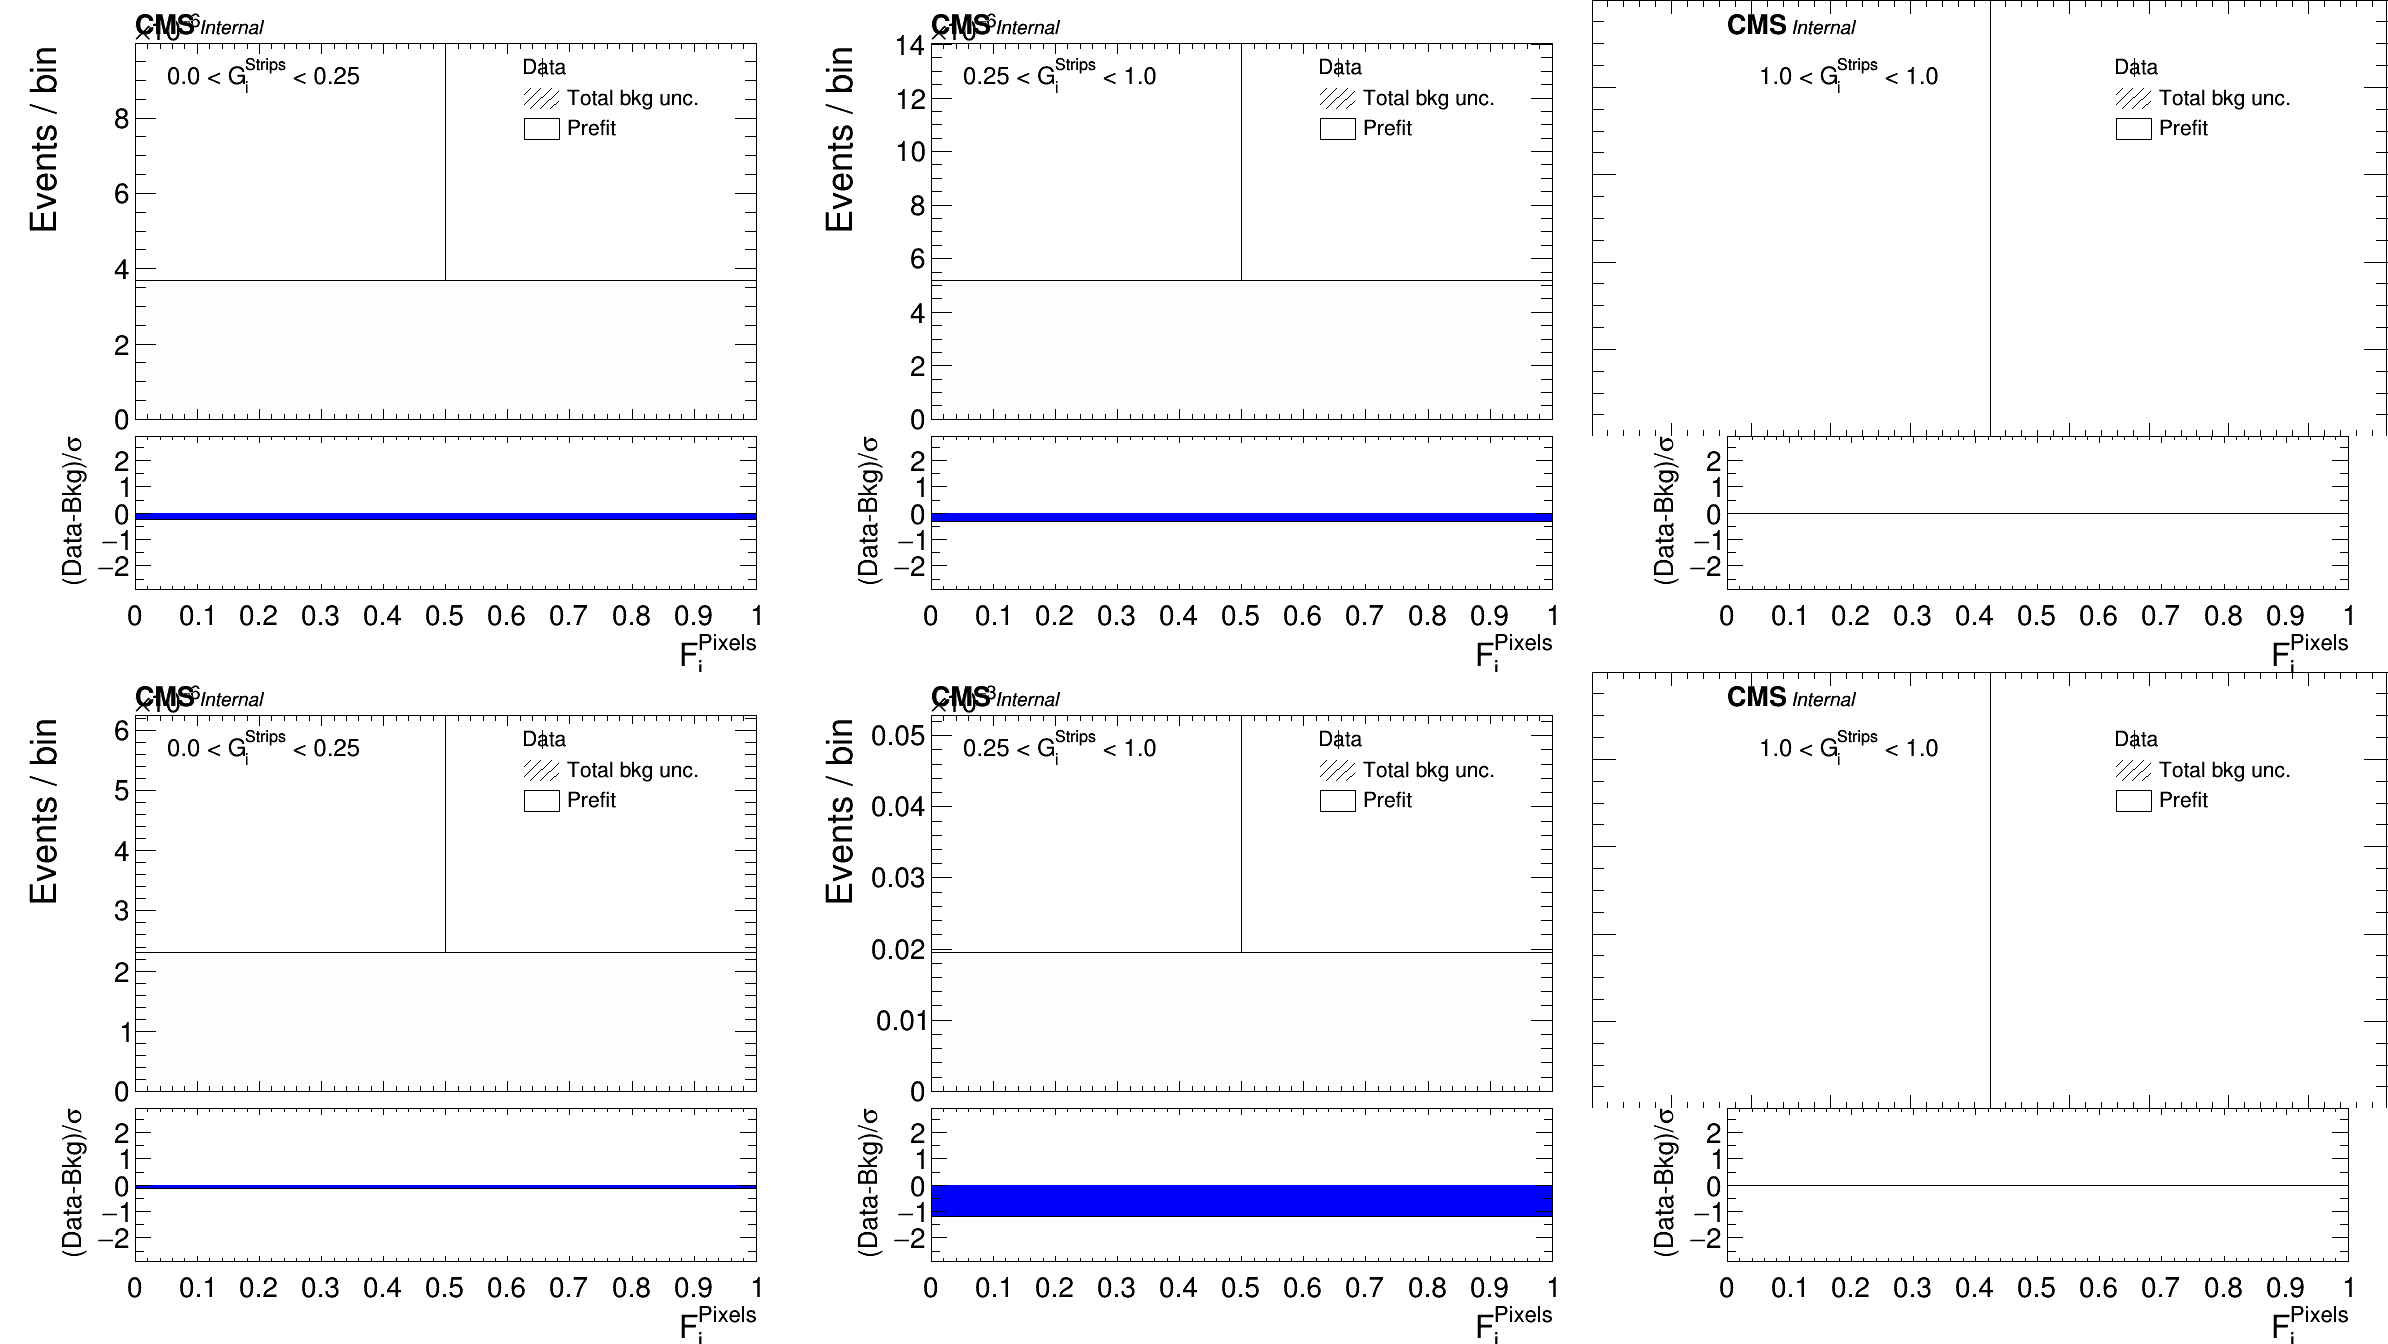 CMS Internal
0.0 < G_i^Strips < 0.25
Data
Total bkg unc.
Prefit
Events / bin
8
6
4
2
0
(Data-Bkg)/σ
2
1
0
−1
−2
0 0.1 0.2 0.3 0.4 0.5 0.6 0.7 0.8 0.9 1
F_i^Pixels
CMS Internal
0.25 < G_i^Strips < 1.0
Data
Total bkg unc.
Prefit
Events / bin
14
12
10
8
6
4
2
0
(Data-Bkg)/σ
2
1
0
−1
−2
0 0.1 0.2 0.3 0.4 0.5 0.6 0.7 0.8 0.9 1
F_i^Pixels
CMS Internal
1.0 < G_i^Strips < 1.0
Data
Total bkg unc.
Prefit
(Data-Bkg)/σ
2
1
0
−1
−2
0 0.1 0.2 0.3 0.4 0.5 0.6 0.7 0.8 0.9 1
F_i^Pixels
CMS Internal
0.0 < G_i^Strips < 0.25
Data
Total bkg unc.
Prefit
Events / bin
6
5
4
3
2
1
0
(Data-Bkg)/σ
2
1
0
−1
−2
0 0.1 0.2 0.3 0.4 0.5 0.6 0.7 0.8 0.9 1
F_i^Pixels
CMS Internal
0.25 < G_i^Strips < 1.0
Data
Total bkg unc.
Prefit
Events / bin
0.05
0.04
0.03
0.02
0.01
0
(Data-Bkg)/σ
2
1
0
−1
−2
0 0.1 0.2 0.3 0.4 0.5 0.6 0.7 0.8 0.9 1
F_i^Pixels
CMS Internal
1.0 < G_i^Strips < 1.0
Data
Total bkg unc.
Prefit
(Data-Bkg)/σ
2
1
0
−1
−2
0 0.1 0.2 0.3 0.4 0.5 0.6 0.7 0.8 0.9 1
F_i^Pixels